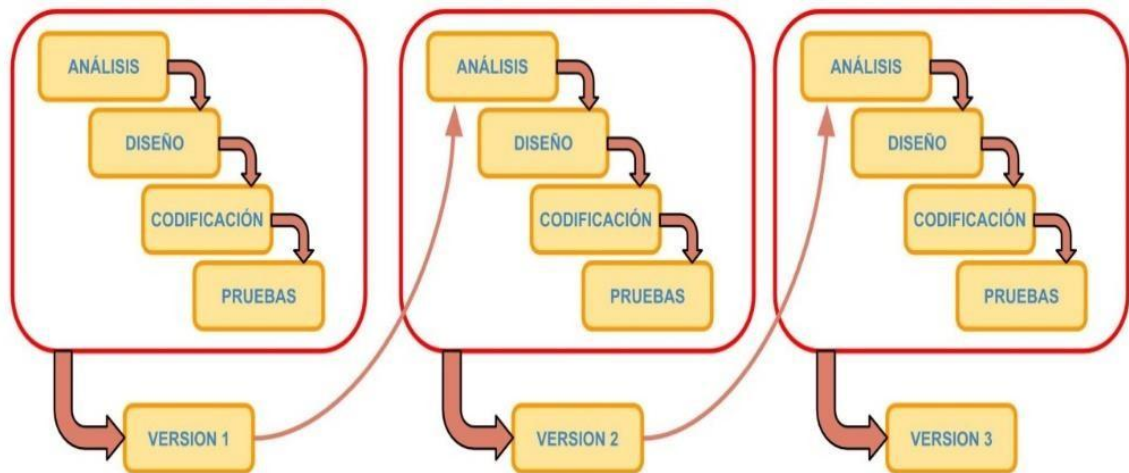 ANÁLISIS
DISEÑO
CODIFICACIÓN
PRUEBAS
VERSION 1
ANÁLISIS
DISEÑO
CODIFICACIÓN
PRUEBAS
VERSION 2
ANÁLISIS
DISEÑO
CODIFICACIÓN
PRUEBAS
VERSION 3